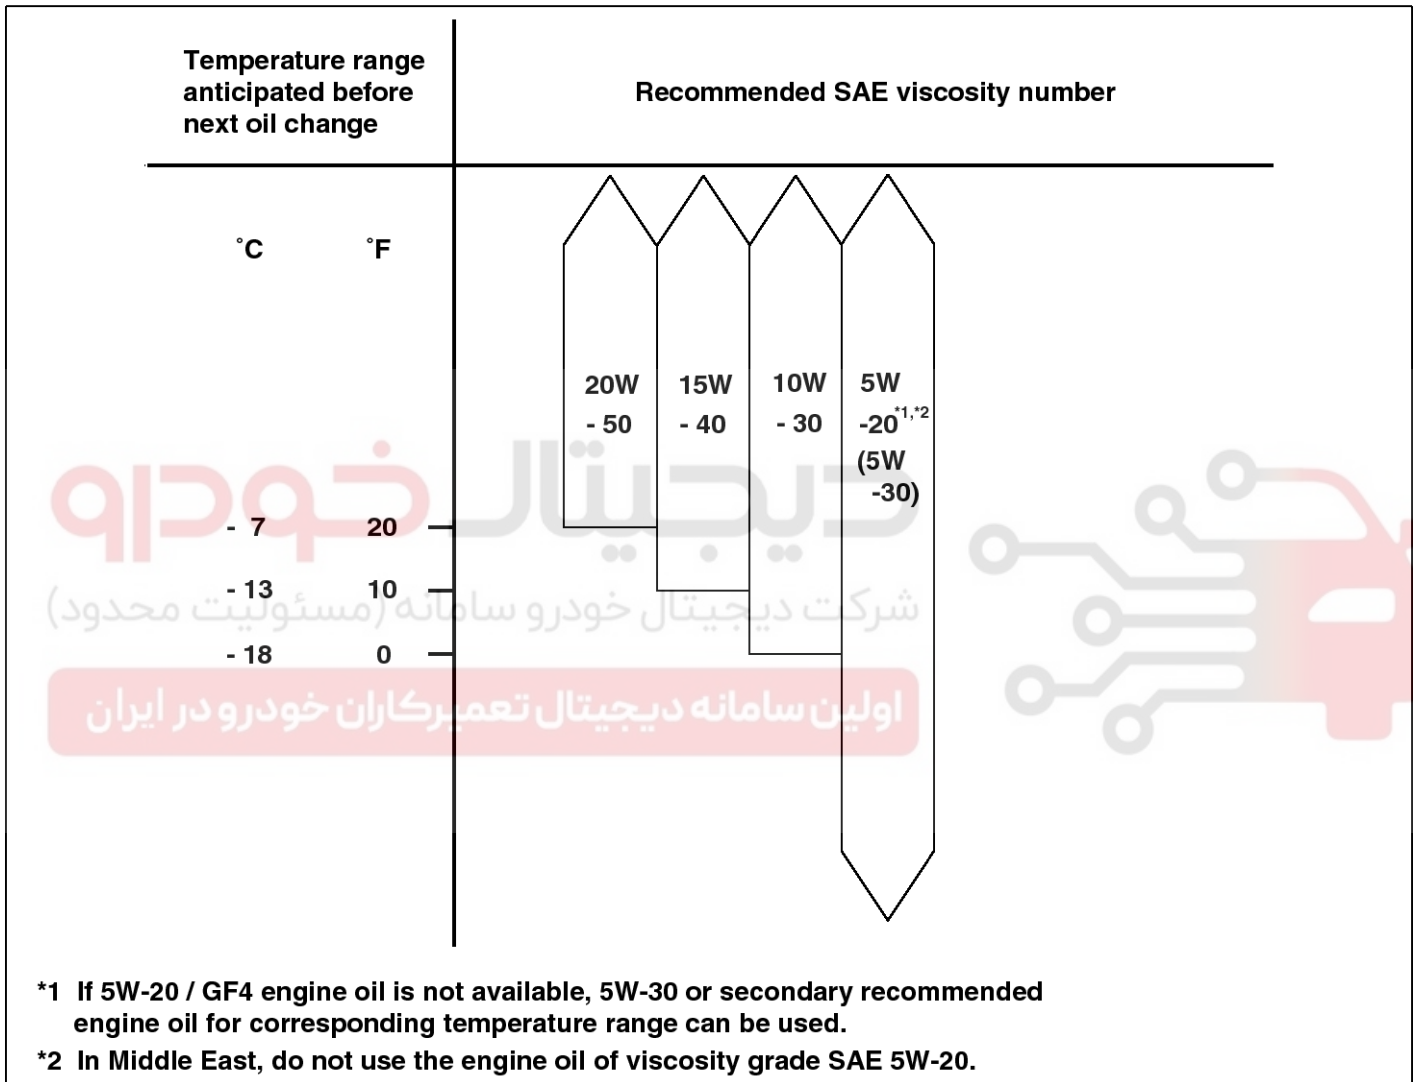 Temperature range
anticipated before
next oil change
Recommended SAE viscosity number
°C °F
20W 15W 10W 5W
- 50 - 40 - 30 -20*1,*2
(5W
-30)
- 7 20
- 13 10
- 18 0
دیجیتال خودرو
شرکت دیجیتال خودرو سامانه (مسئولیت محدود)
اولین سامانه دیجیتال تعمیرکاران خودرو در ایران
*1 If 5W-20 / GF4 engine oil is not available, 5W-30 or secondary recommended
engine oil for corresponding temperature range can be used.
*2 In Middle East, do not use the engine oil of viscosity grade SAE 5W-20.